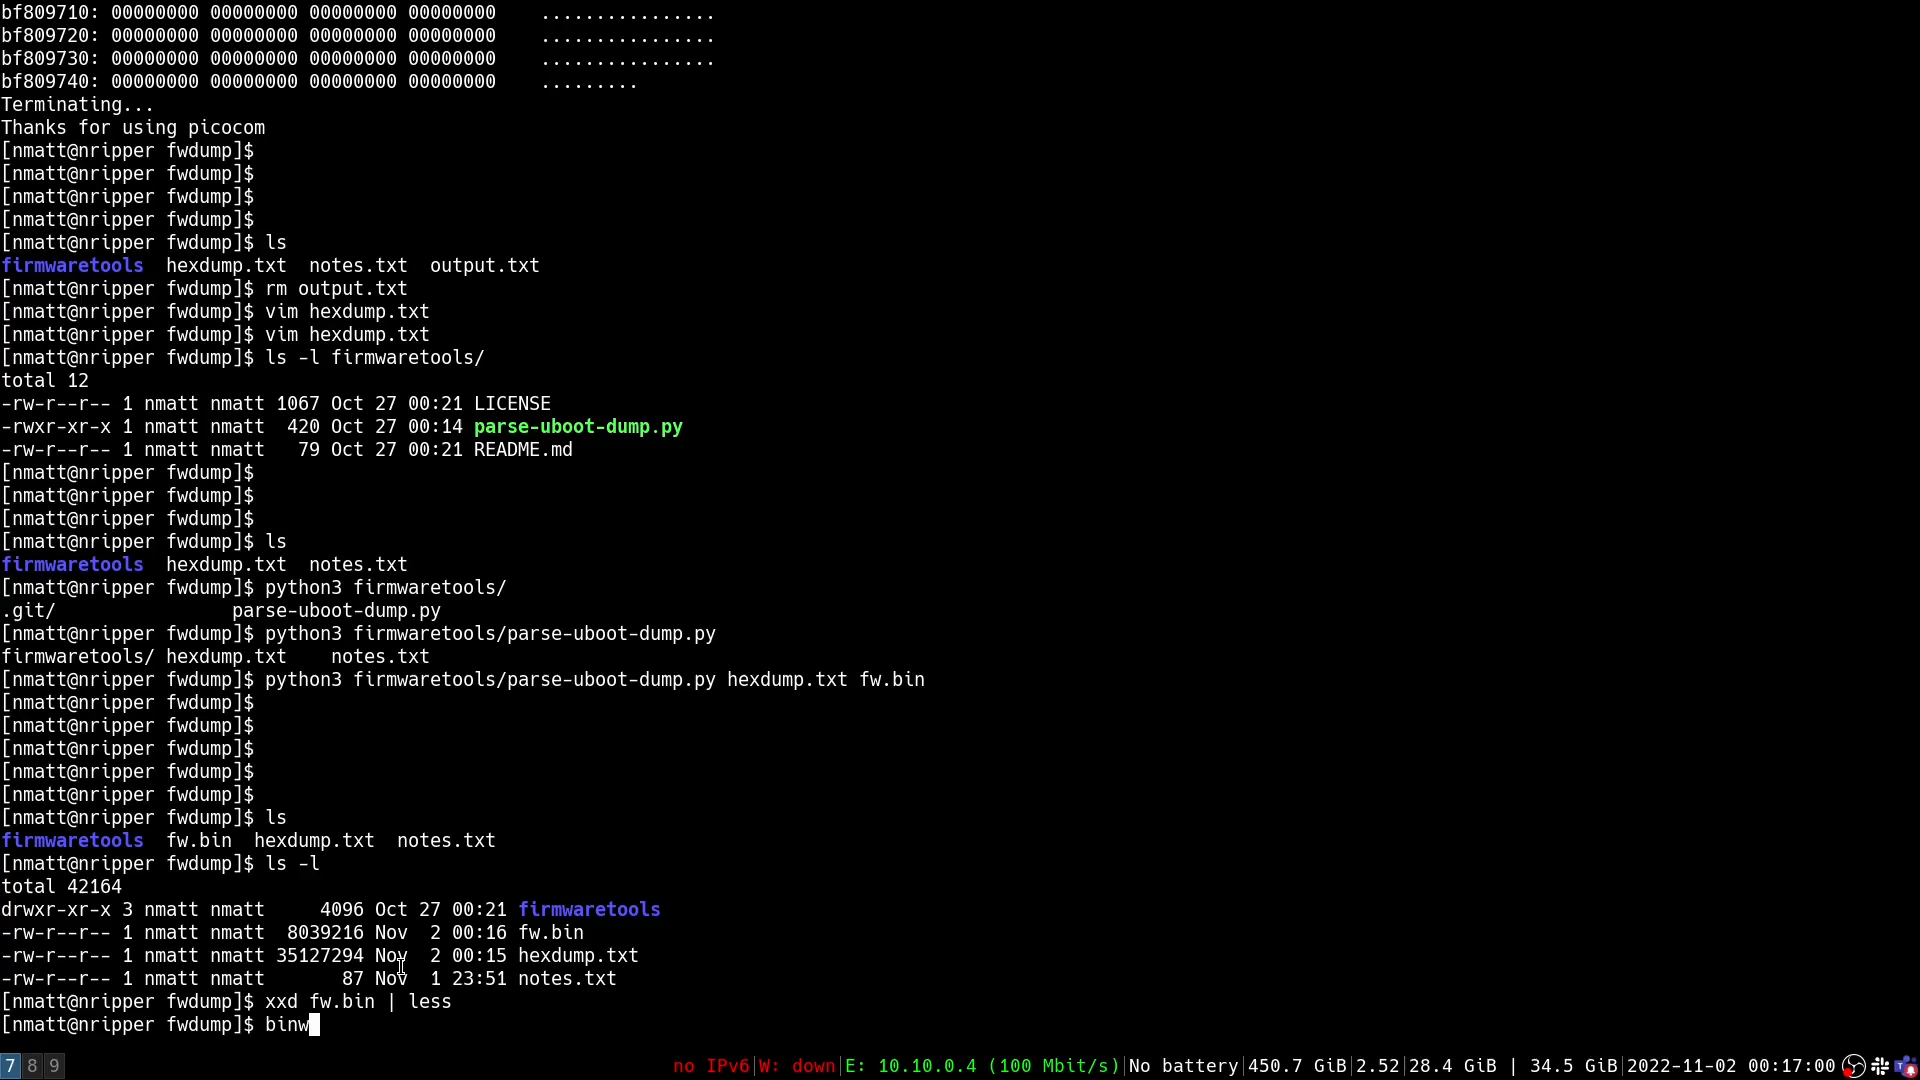 bf809710: 00000000 00000000 00000000 00000000    ................
bf809720: 00000000 00000000 00000000 00000000    ................
bf809730: 00000000 00000000 00000000 00000000    ................
bf809740: 00000000 00000000 00000000 00000000    .........
Terminating...
Thanks for using picocom
[nmatt@nripper fwdump]$
[nmatt@nripper fwdump]$
[nmatt@nripper fwdump]$
[nmatt@nripper fwdump]$
[nmatt@nripper fwdump]$ ls
firmwaretools  hexdump.txt  notes.txt  output.txt
[nmatt@nripper fwdump]$ rm output.txt
[nmatt@nripper fwdump]$ vim hexdump.txt
[nmatt@nripper fwdump]$ vim hexdump.txt
[nmatt@nripper fwdump]$ ls -l firmwaretools/
total 12
-rw-r--r-- 1 nmatt nmatt 1067 Oct 27 00:21 LICENSE
-rwxr-xr-x 1 nmatt nmatt  420 Oct 27 00:14 parse-uboot-dump.py
-rw-r--r-- 1 nmatt nmatt   79 Oct 27 00:21 README.md
[nmatt@nripper fwdump]$
[nmatt@nripper fwdump]$
[nmatt@nripper fwdump]$
[nmatt@nripper fwdump]$ ls
firmwaretools  hexdump.txt  notes.txt
[nmatt@nripper fwdump]$ python3 firmwaretools/
.git/                parse-uboot-dump.py
[nmatt@nripper fwdump]$ python3 firmwaretools/parse-uboot-dump.py
firmwaretools/ hexdump.txt    notes.txt
[nmatt@nripper fwdump]$ python3 firmwaretools/parse-uboot-dump.py hexdump.txt fw.bin
[nmatt@nripper fwdump]$
[nmatt@nripper fwdump]$
[nmatt@nripper fwdump]$
[nmatt@nripper fwdump]$
[nmatt@nripper fwdump]$
[nmatt@nripper fwdump]$ ls
firmwaretools  fw.bin  hexdump.txt  notes.txt
[nmatt@nripper fwdump]$ ls -l
total 42164
drwxr-xr-x 3 nmatt nmatt     4096 Oct 27 00:21 firmwaretools
-rw-r--r-- 1 nmatt nmatt  8039216 Nov  2 00:16 fw.bin
-rw-r--r-- 1 nmatt nmatt 35127294 Nov  2 00:15 hexdump.txt
-rw-r--r-- 1 nmatt nmatt       87 Nov  1 23:51 notes.txt
[nmatt@nripper fwdump]$ xxd fw.bin | less
[nmatt@nripper fwdump]$ binw
7 8 9 no IPv6|W: down|E: 10.10.0.4 (100 Mbit/s)|No battery|450.7 GiB|2.52|28.4 GiB | 34.5 GiB|2022-11-02 00:17:00